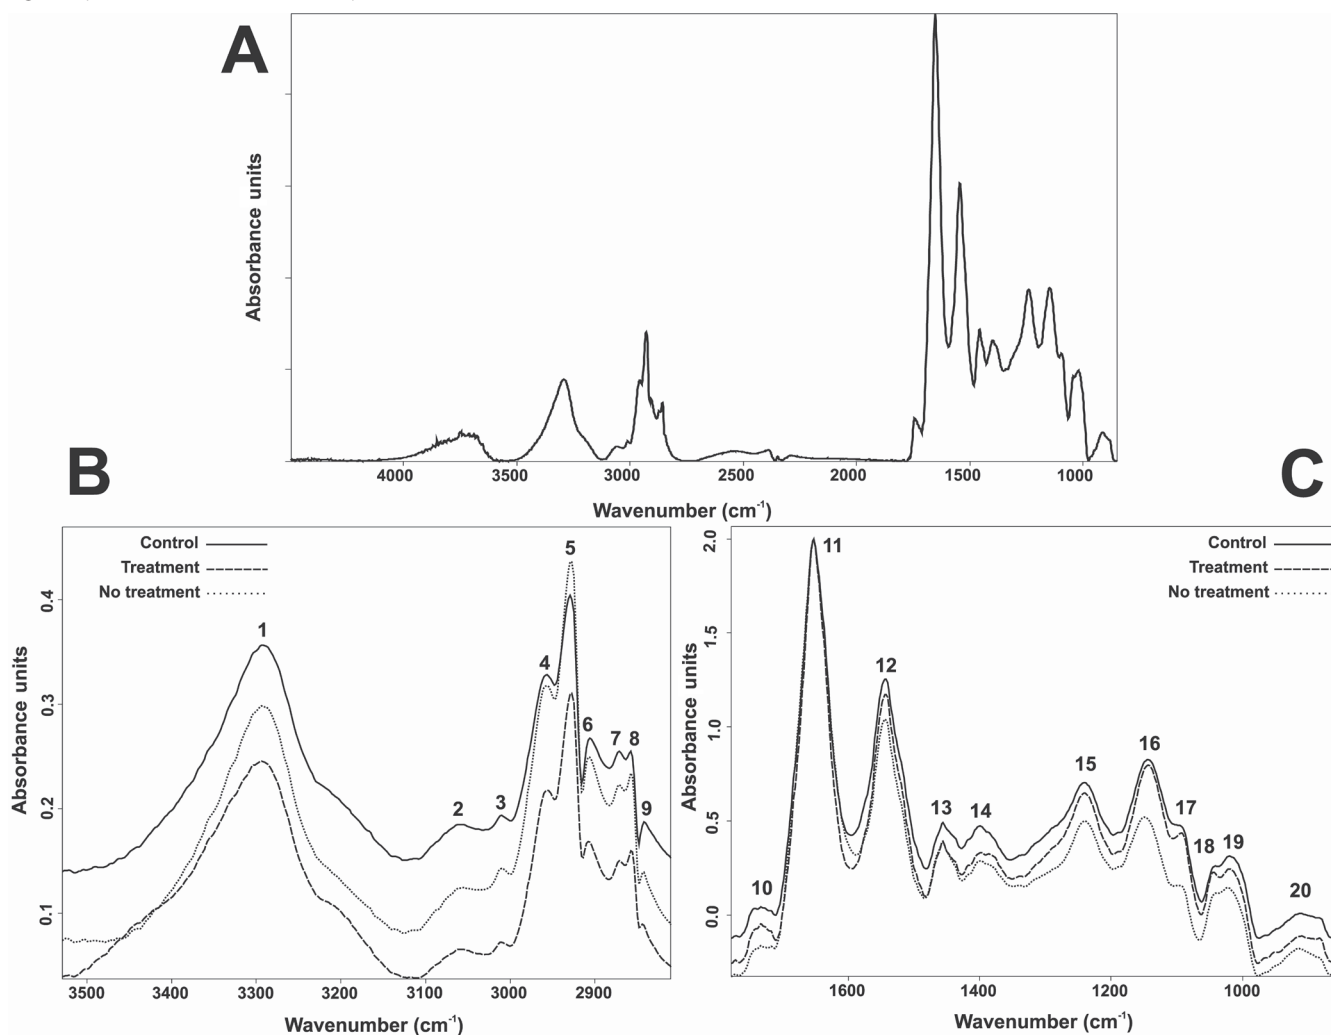 A
Absorbance units
4000 3500 3000 2500 2000 1500 1000
Wavenumber (cm-1)
B
Control
Treatment
No treatment
Absorbance units
0.4
0.3
0.2
0.1
1 2 3 4 5 6 7 8 9
3500 3400 3300 3200 3100 3000 2900
Wavenumber (cm-1)
C
Control
Treatment
No treatment
Absorbance units
2.0
1.5
1.0
0.5
0.0
10 11 12 13 14 15 16 17 18 19 20
1600 1400 1200 1000
Wavenumber (cm-1)